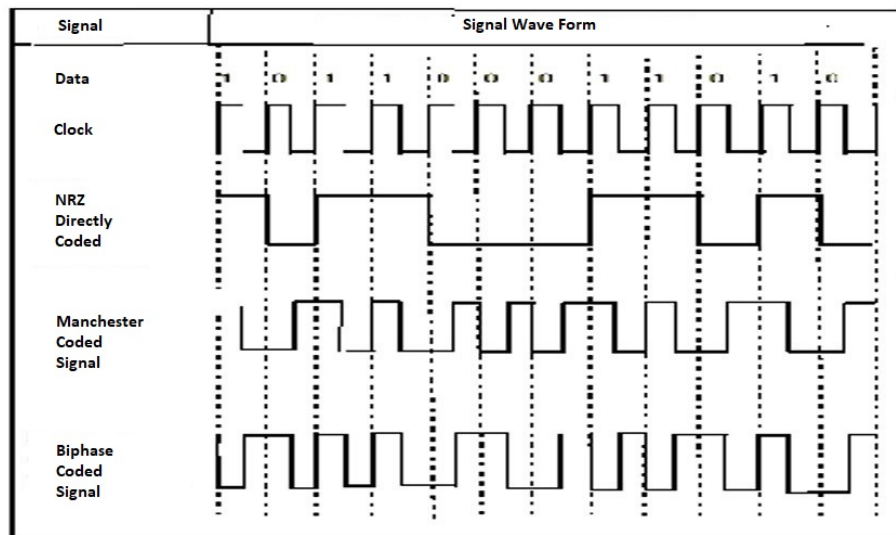 Signal Signal Wave Form
Data 1 0 1 1 0 0 0 1 1 0 1 0
Clock
NRZ
Directly
Coded
Manchester
Coded
Signal
Biphase
Coded
Signal